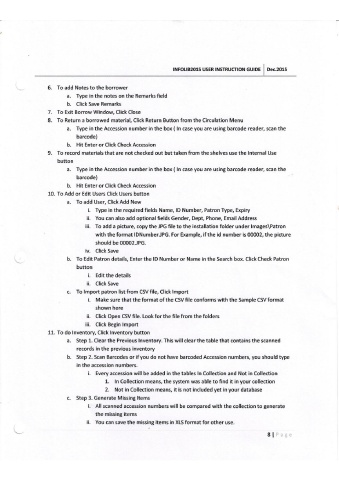 INFOLIB2015 USER INSTRUCTION GUIDE | Dec.2015
6. To add Notes to the borrower
a. Type in the notes on the Remarks field
b. Click Save Remarks
7. To Exit Borrow Window, Click Close
8. To Return a borrowed material, Click Return Button from the Circulation Menu
a. Type in the Accession number in the box ( In case you are using barcode reader, scan the
barcode)
b. Hit Enter or Click Check Accession
9. To record materials that are not checked out but taken from the shelves use the Internal Use
button
a. Type in the Accession number in the box ( In case you are using barcode reader, scan the
barcode)
b. Hit Enter or Click Check Accession
10. To Add or Edit Users Click Users button
a. To add User, Click Add New
i. Type in the required fields Name, ID Number, Patron Type, Expiry
ii. You can also add optional fields Gender, Dept, Phone, Email Address
iii. To add a picture, copy the JPG file to the installation folder under Images\Patron
with the format IDNumber.JPG. For Example, if the id number is 00002, the picture
should be 00002.JPG.
iv. Click Save
b. To Edit Patron details, Enter the ID Number or Name in the Search box. Click Check Patron
button
i. Edit the details
ii. Click Save
c. To Import patron list from CSV file, Click Import
i. Make sure that the format of the CSV file conforms with the Sample CSV format
shown here
ii. Click Open CSV file. Look for the file from the folders
iii. Click Begin Import
11. To do Inventory, Click Inventory button
a. Step 1. Clear the Previous Inventory. This will clear the table that contains the scanned
records in the previous inventory
b. Step 2. Scan Barcodes or if you do not have barcoded Accession numbers, you should type
in the accession numbers.
i. Every accession will be added in the tables In Collection and Not in Collection
1. In Collection means, the system was able to find it in your collection
2. Not in Collection means, it is not included yet in your database
c. Step 3. Generate Missing Items
i. All scanned accession numbers will be compared with the collection to generate
the missing items
ii. You can save the missing items in XLS format for other use.
8 | Page